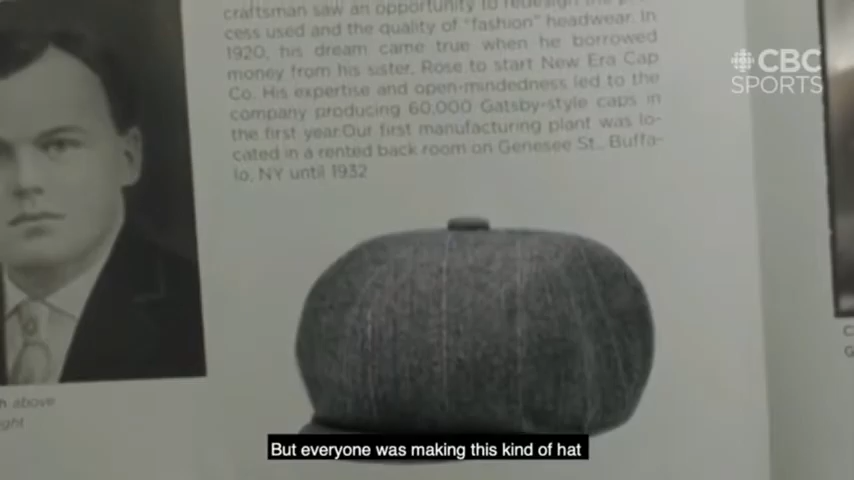 craftsman saw an opportunity to redesign the pro-
cess used and the quality of "fashion" headwear. In
1920, his dream came true when he borrowed
money from his sister, Rose to start New Era Cap
Co. His expertise and open-mindedness led to the
company producing 60,000 Gatsby-style caps in
the first year.Our first manufacturing plant was lo-
cated in a rented back room on Genesee St., Buffa-
lo, NY until 1932
CBC
SPORTS
above
But everyone was making this kind of hat